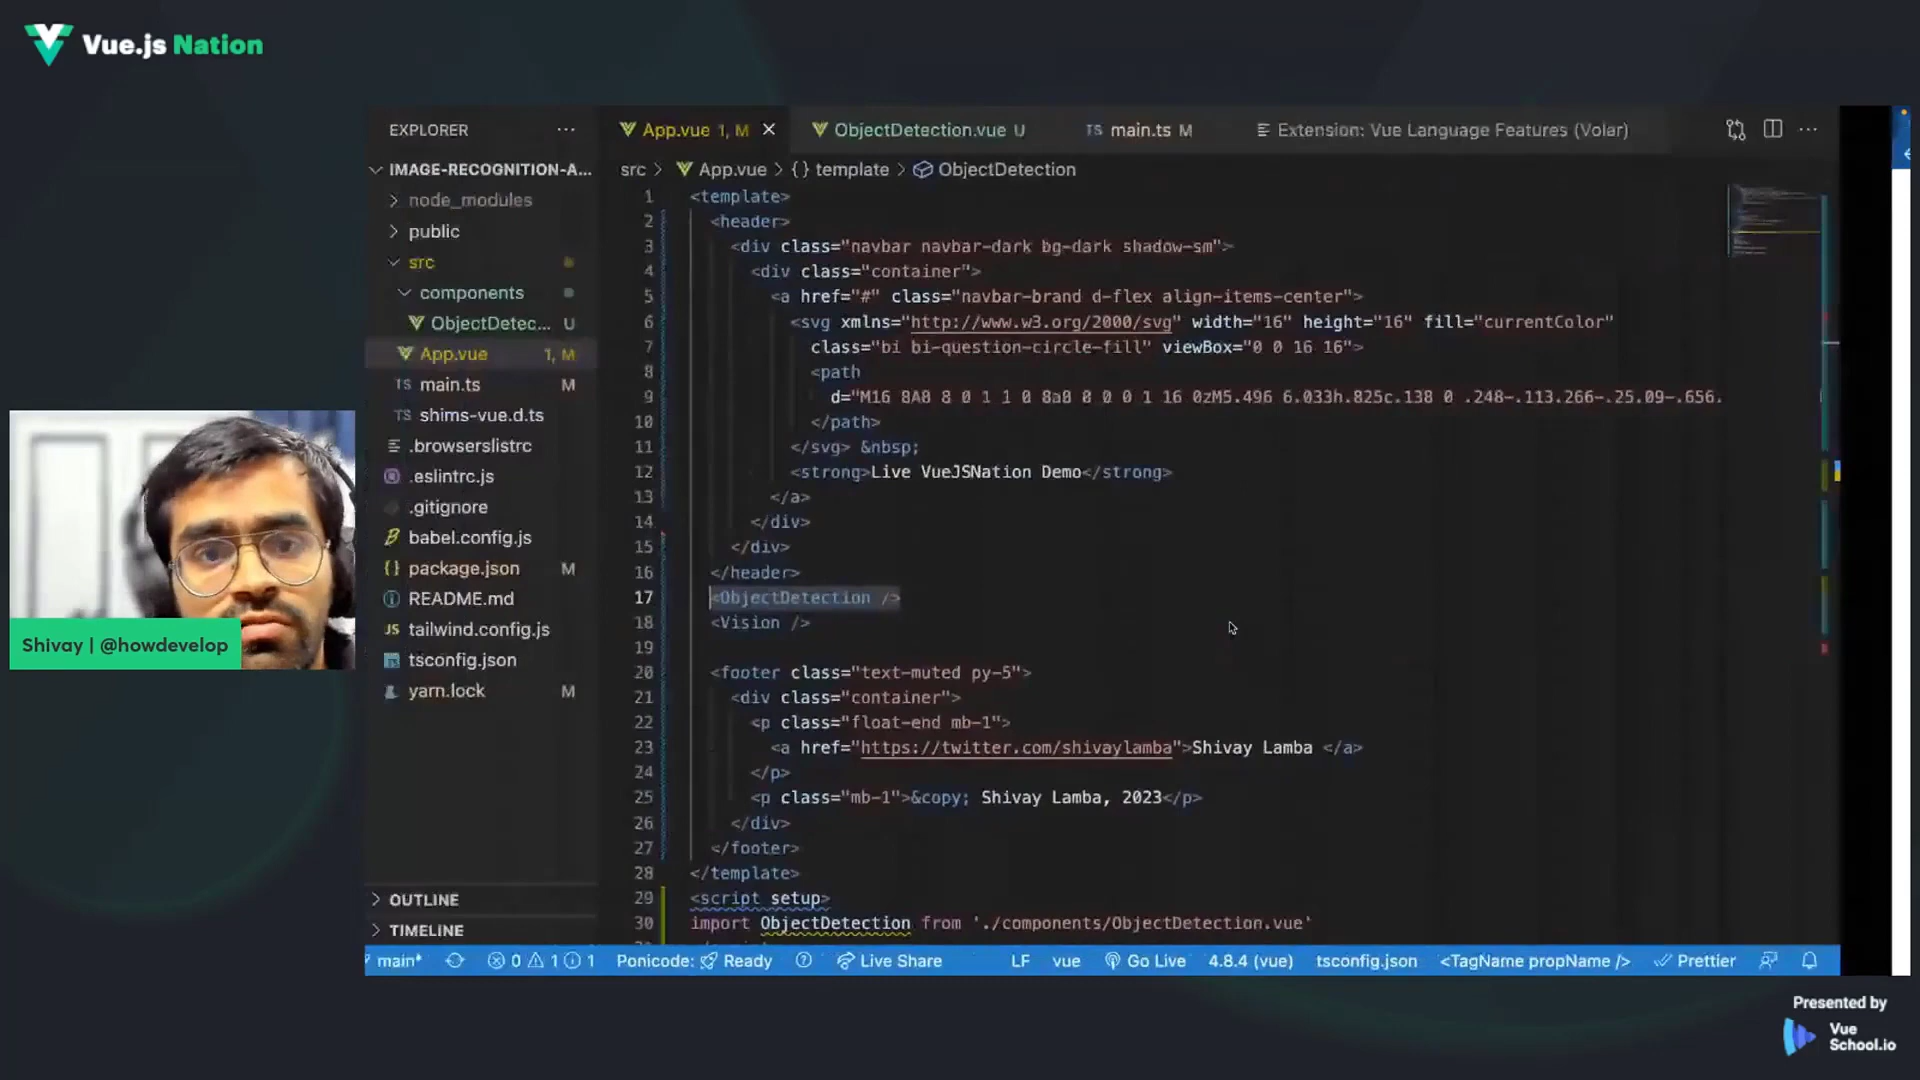 Vue.js Nation
EXPLORER ···
App.vue 1, M
ObjectDetection.vue U
TS main.ts M
Extension: Vue Language Features (Volar)
IMAGE-RECOGNITION-A...
node_modules
public
src
components
ObjectDetec... U
App.vue 1, M
TS main.ts M
TS shims-vue.d.ts
.browserslistrc
.eslintrc.js
.gitignore
babel.config.js
{} package.json M
README.md
JS tailwind.config.js
tsconfig.json
yarn.lock M
OUTLINE
TIMELINE
src > App.vue > {} template > ObjectDetection
1 <template>
2 <header>
3 <div class="navbar navbar-dark bg-dark shadow-sm">
4 <div class="container">
5 <a href="#" class="navbar-brand d-flex align-items-center">
6 <svg xmlns="http://www.w3.org/2000/svg" width="16" height="16" fill="currentColor"
7 class="bi bi-question-circle-fill" viewBox="0 0 16 16">
8 <path
9 d="M16 8A8 8 0 1 1 0 8a8 8 0 0 1 16 0zM5.496 6.033h.825c.138 0 .248-.113.266-.25.09-.656.
10 </path>
11 </svg> &nbsp;
12 <strong>Live VueJSNation Demo</strong>
13 </a>
14 </div>
15 </div>
16 </header>
17 <ObjectDetection />
18 <Vision />
19
20 <footer class="text-muted py-5">
21 <div class="container">
22 <p class="float-end mb-1">
23 <a href="https://twitter.com/shivaylamba">Shivay Lamba </a>
24 </p>
25 <p class="mb-1">&copy; Shivay Lamba, 2023</p>
26 </div>
27 </footer>
28 </template>
29 <script setup>
30 import ObjectDetection from './components/ObjectDetection.vue'
Shivay | @howdevelop
main* 0 1 1 Ponicode: Ready Live Share LF vue Go Live 4.8.4 (vue) tsconfig.json <TagName propName /> Prettier
Presented by
Vue
School.io